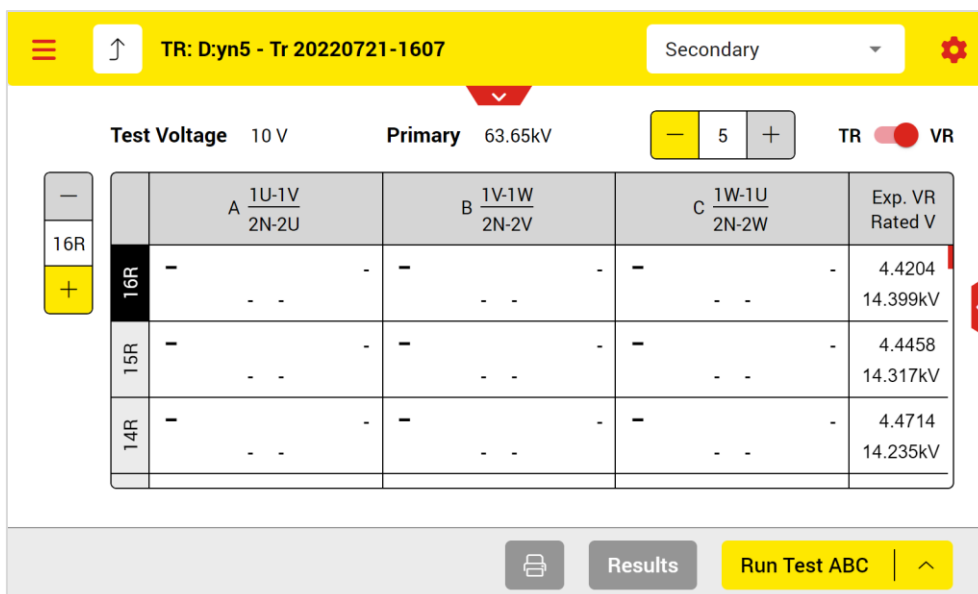 TR: D:yn5 - Tr 20220721-1607
Secondary
Test Voltage 10 V
Primary 63.65kV
− 5 +
TR VR
−
16R
+
A 1U-1V
2N-2U
B 1V-1W
2N-2V
C 1W-1U
2N-2W
Exp. VR
Rated V
16R
– - – - – - 4.4204
- - - - - - 14.399kV
15R
– - – - – - 4.4458
- - - - - - 14.317kV
14R
– - – - – - 4.4714
- - - - - - 14.235kV
Results
Run Test ABC